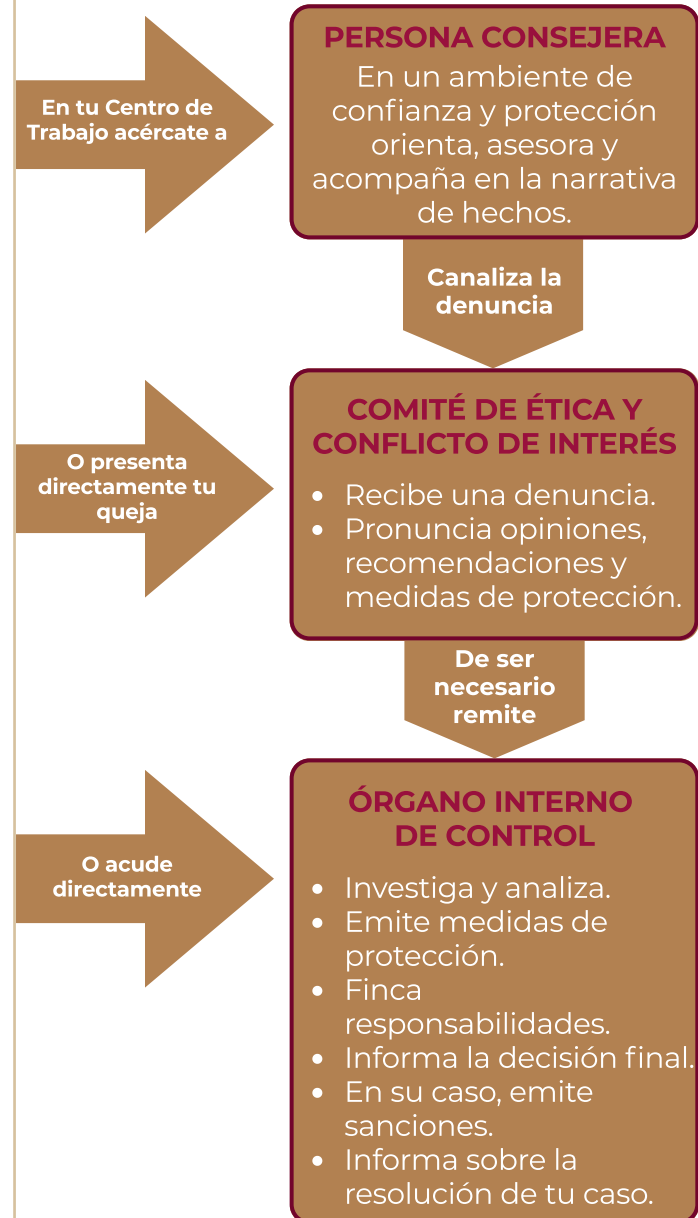 En tu Centro de
Trabajo acércate a
PERSONA CONSEJERA
En un ambiente de
confianza y protección
orienta, asesora y
acompaña en la narrativa
de hechos.
Canaliza la
denuncia
O presenta
directamente tu
queja
COMITÉ DE ÉTICA Y
CONFLICTO DE INTERÉS
• Recibe una denuncia.
• Pronuncia opiniones,
recomendaciones y
medidas de protección.
De ser
necesario
remite
O acude
directamente
ÓRGANO INTERNO
DE CONTROL
• Investiga y analiza.
• Emite medidas de
protección.
• Finca
responsabilidades.
• Informa la decisión final.
• En su caso, emite
sanciones.
• Informa sobre la
resolución de tu caso.